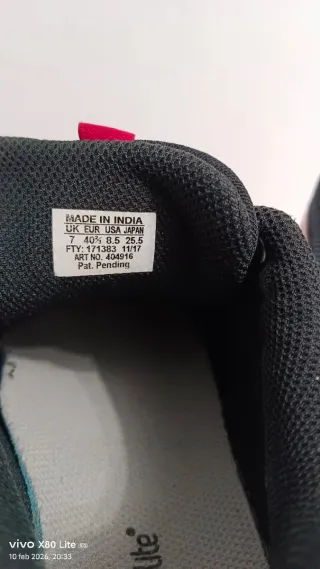 MADE IN INDIA
UK EUR USA JAPAN
7 40⅔ 8.5 25.5
FTY: 171383 11/17
ART NO. 404916
Pat. Pending
vivo X80 Lite 5G
10 feb 2026, 20:33